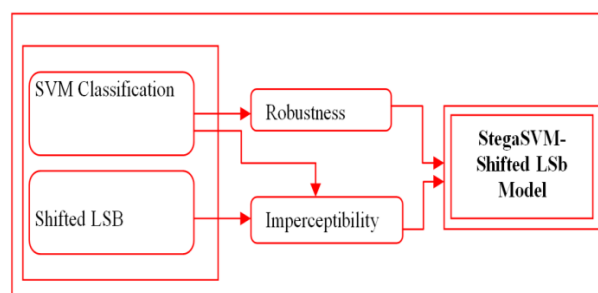 SVM Classification
Robustness
StegaSVM-
Shifted LSb
Model
Shifted LSB
Imperceptibility